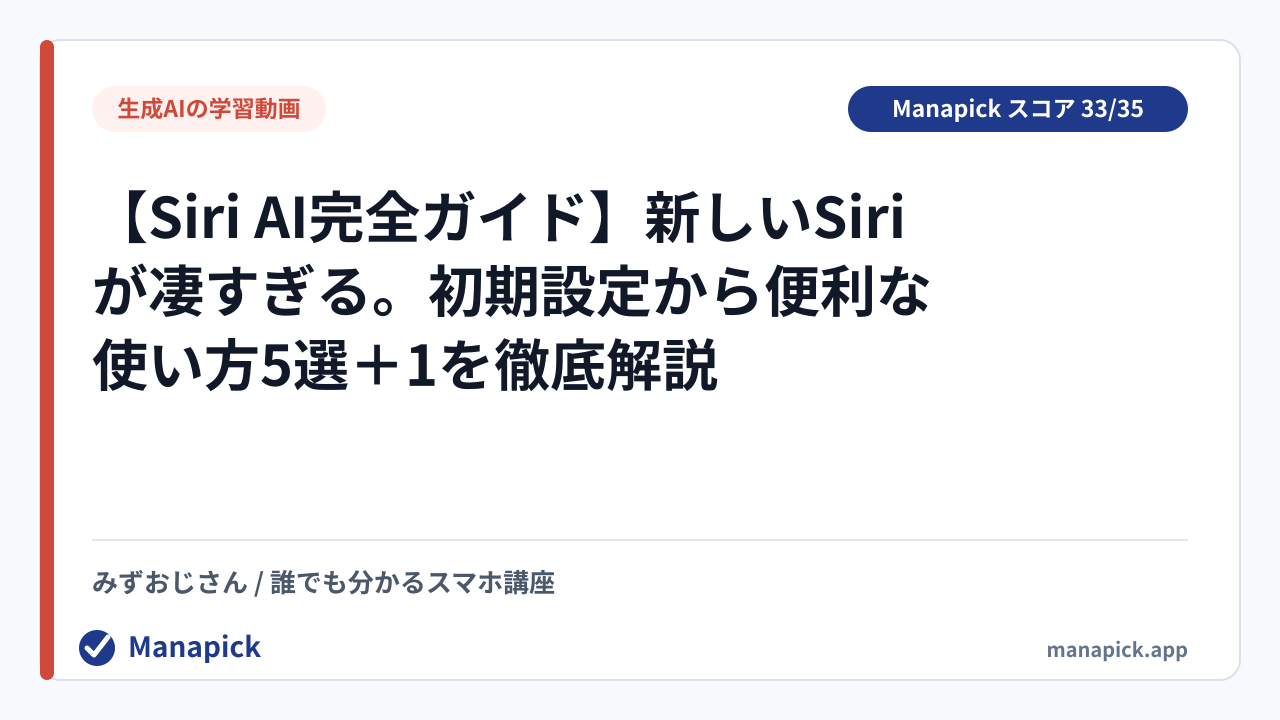 生成AIの学習動画
Manapick スコア 33/35
【Siri AI完全ガイド】新しいSiri
が凄すぎる。初期設定から便利な
使い方5選＋1を徹底解説
みずおじさん / 誰でも分かるスマホ講座
Manapick
manapick.app